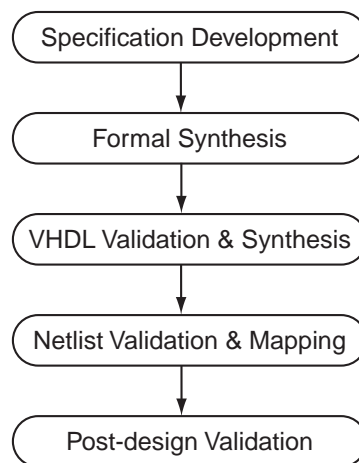 Specification Development
Formal Synthesis
VHDL Validation & Synthesis
Netlist Validation & Mapping
Post-design Validation